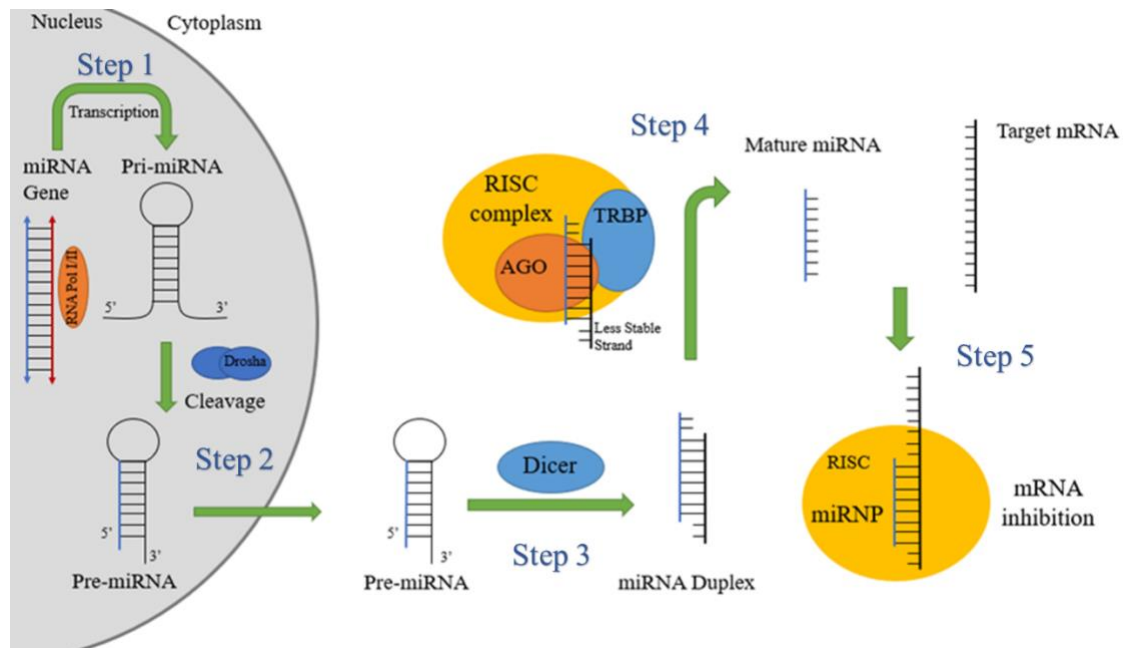 Nucleus
Cytoplasm
Step 1
Transcription
miRNA
Gene
Pri-miRNA
RNA Pol I/II
5’
3’
Drosha
Cleavage
Step 2
5’
3’
Pre-miRNA
5’
3’
Pre-miRNA
Dicer
Step 3
miRNA Duplex
RISC
complex
TRBP
AGO
Less Stable
Strand
Step 4
Mature miRNA
Target mRNA
Step 5
RISC
miRNP
mRNA
inhibition